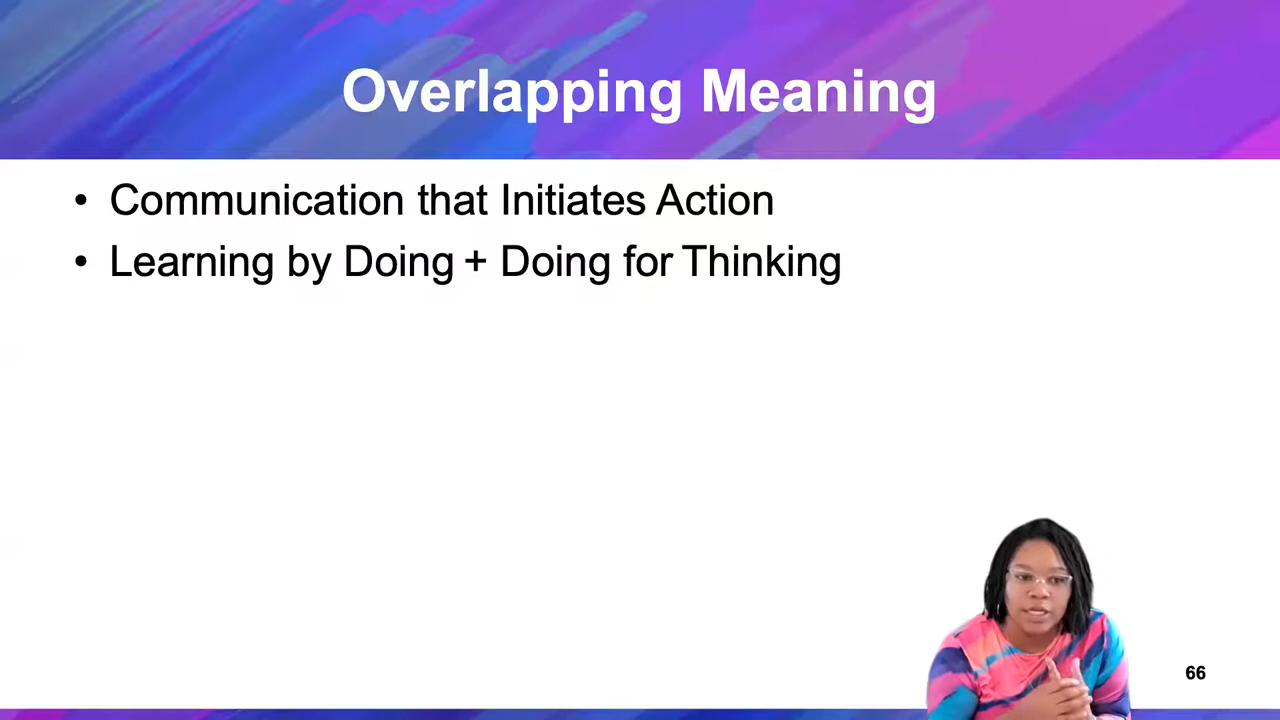 Overlapping Meaning
• Communication that Initiates Action
• Learning by Doing + Doing for Thinking
66